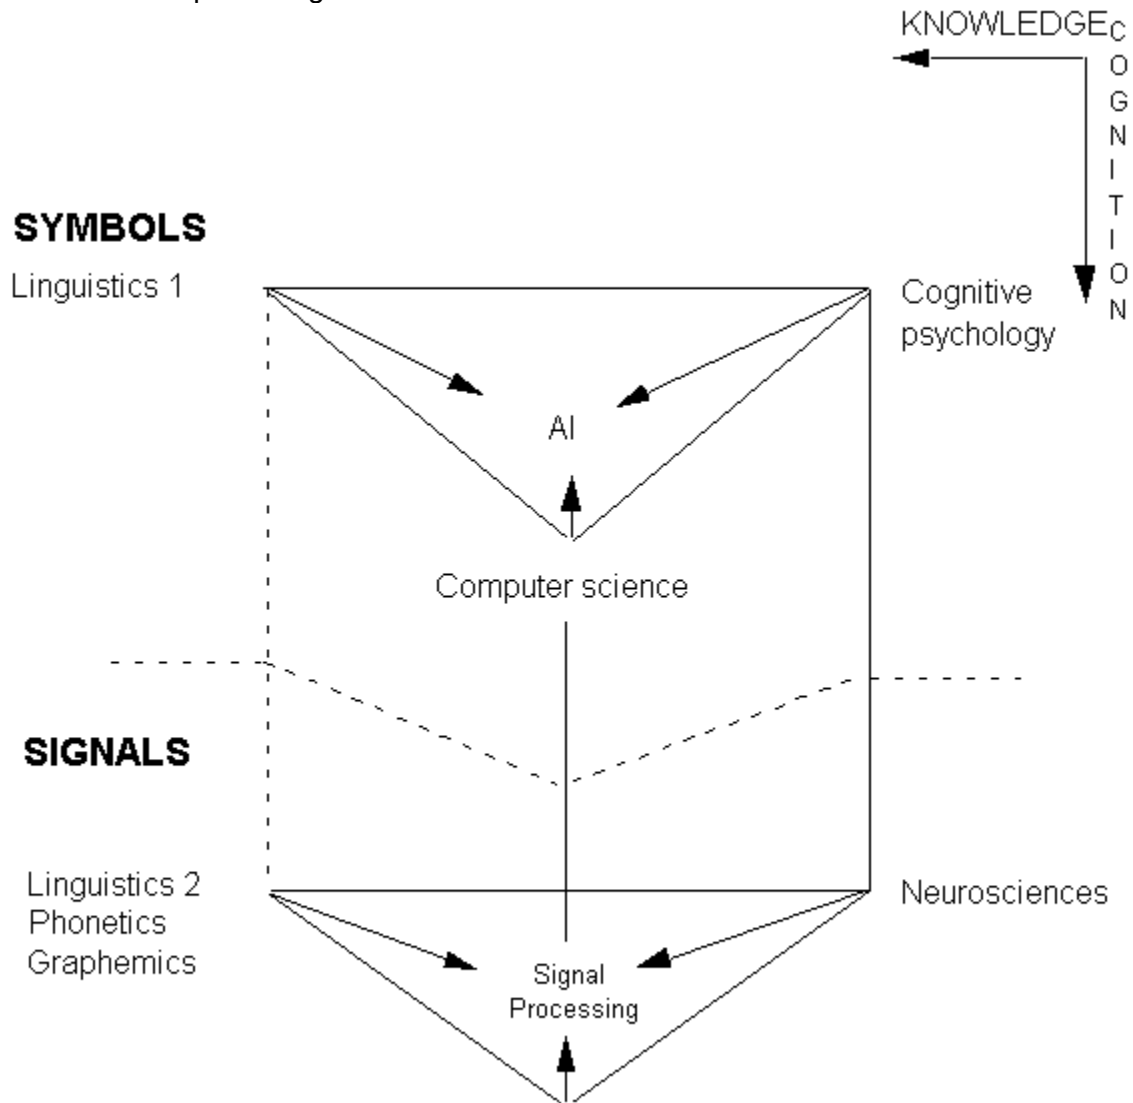 KNOWLEDGE
COGNITION
SYMBOLS
Linguistics 1
Cognitive
psychology
AI
Computer science
SIGNALS
Linguistics 2
Phonetics
Graphemics
Neurosciences
Signal
Processing